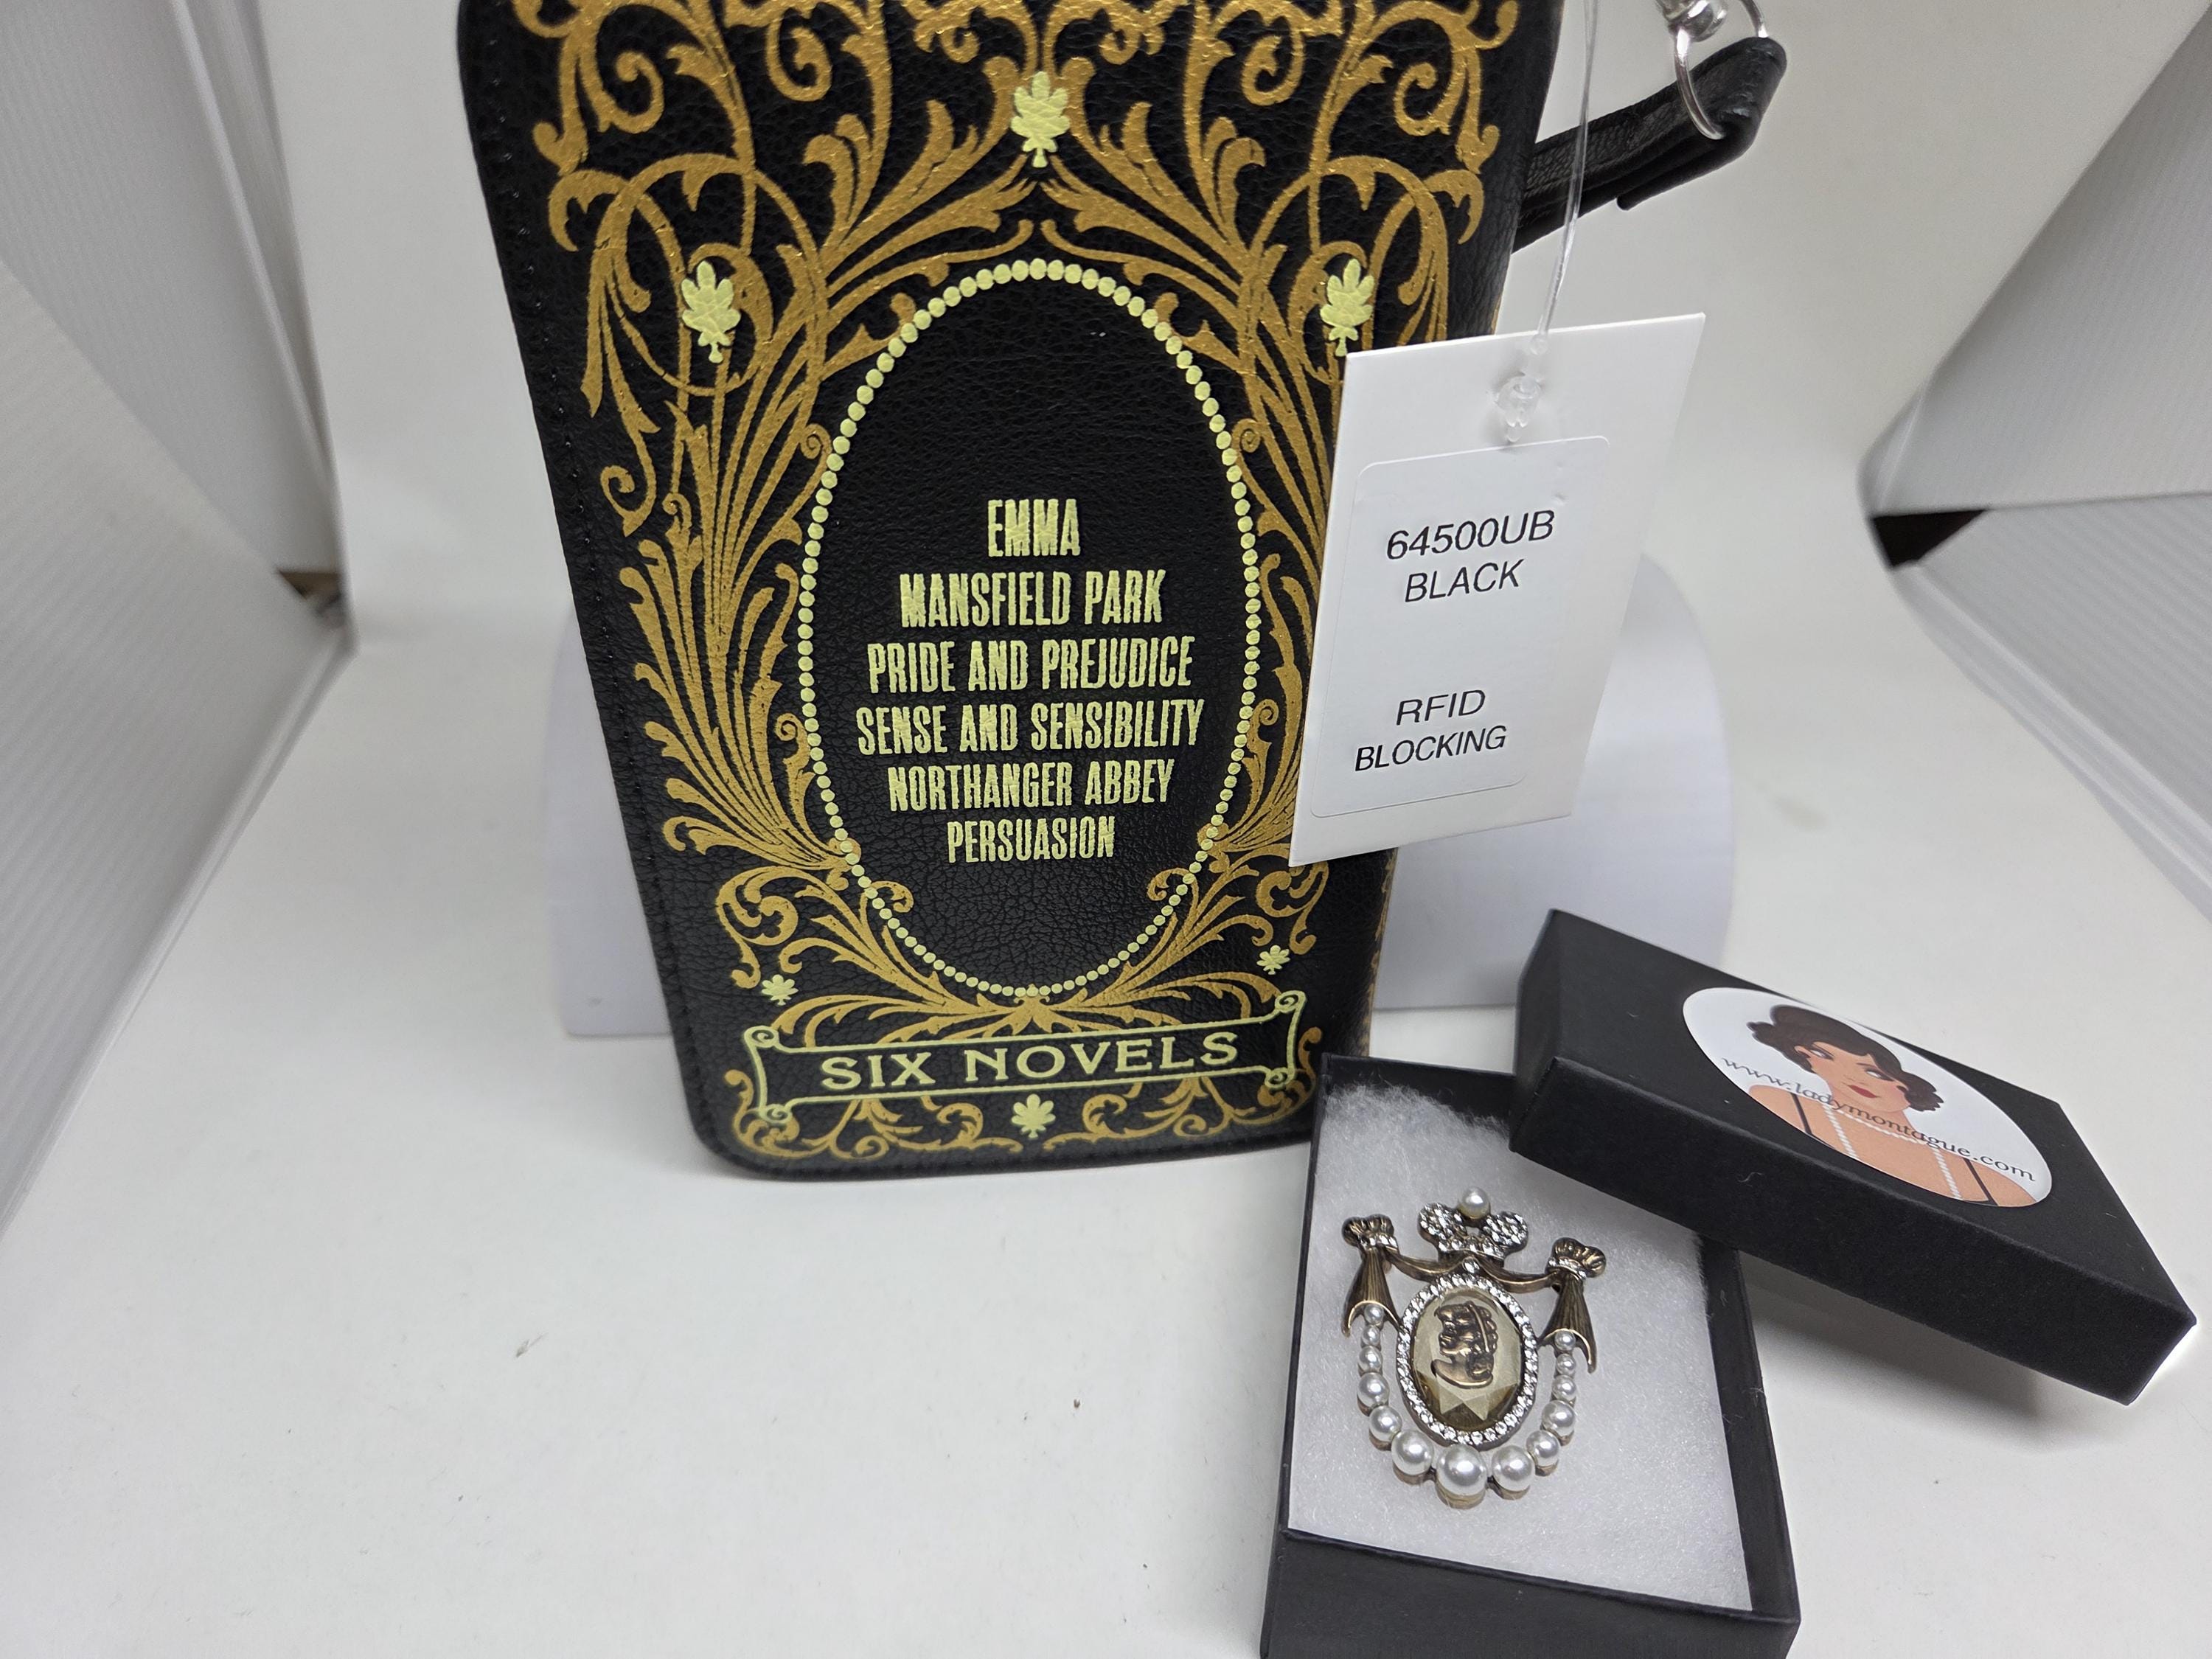 EMMA
MANSFIELD PARK
PRIDE AND PREJUDICE
SENSE AND SENSIBILITY
NORTHANGER ABBEY
PERSUASION
SIX NOVELS
64500UB
BLACK
RFID
BLOCKING
www.ladymontague.com